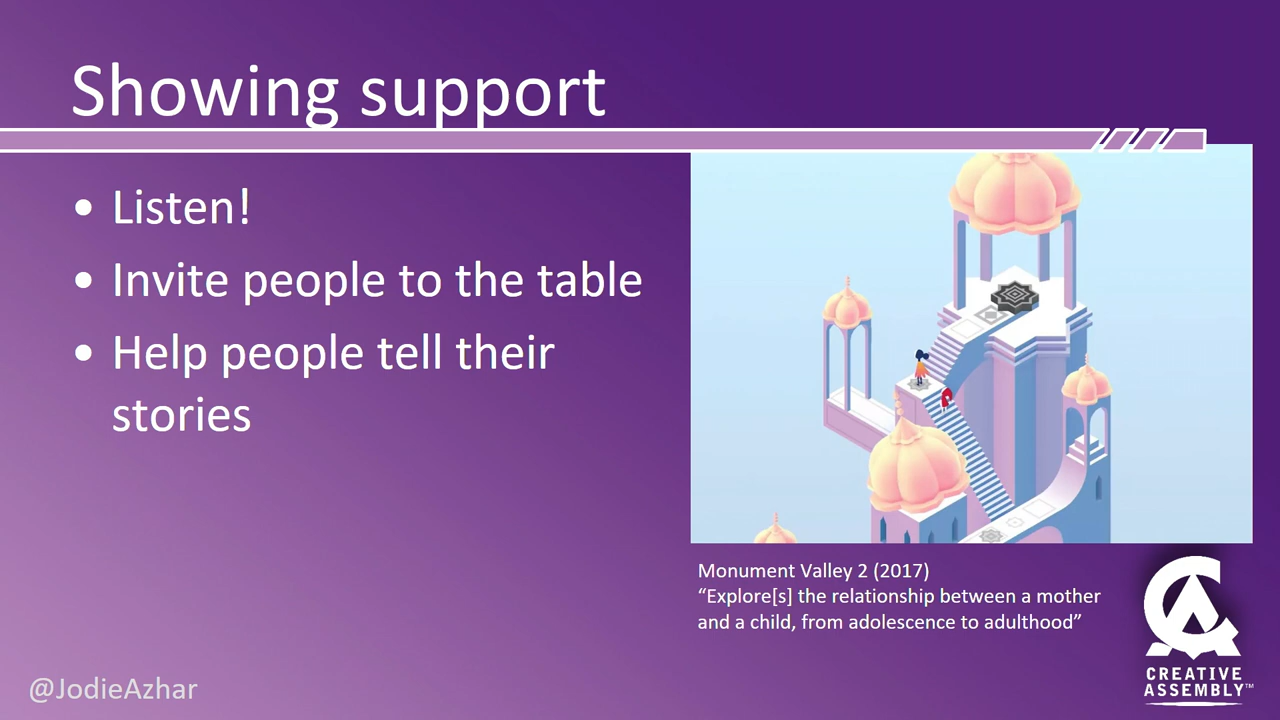 Showing support
• Listen!
• Invite people to the table
• Help people tell their
stories
Monument Valley 2 (2017)
“Explore[s] the relationship between a mother
and a child, from adolescence to adulthood”
@JodieAzhar
CREATIVE
ASSEMBLY™